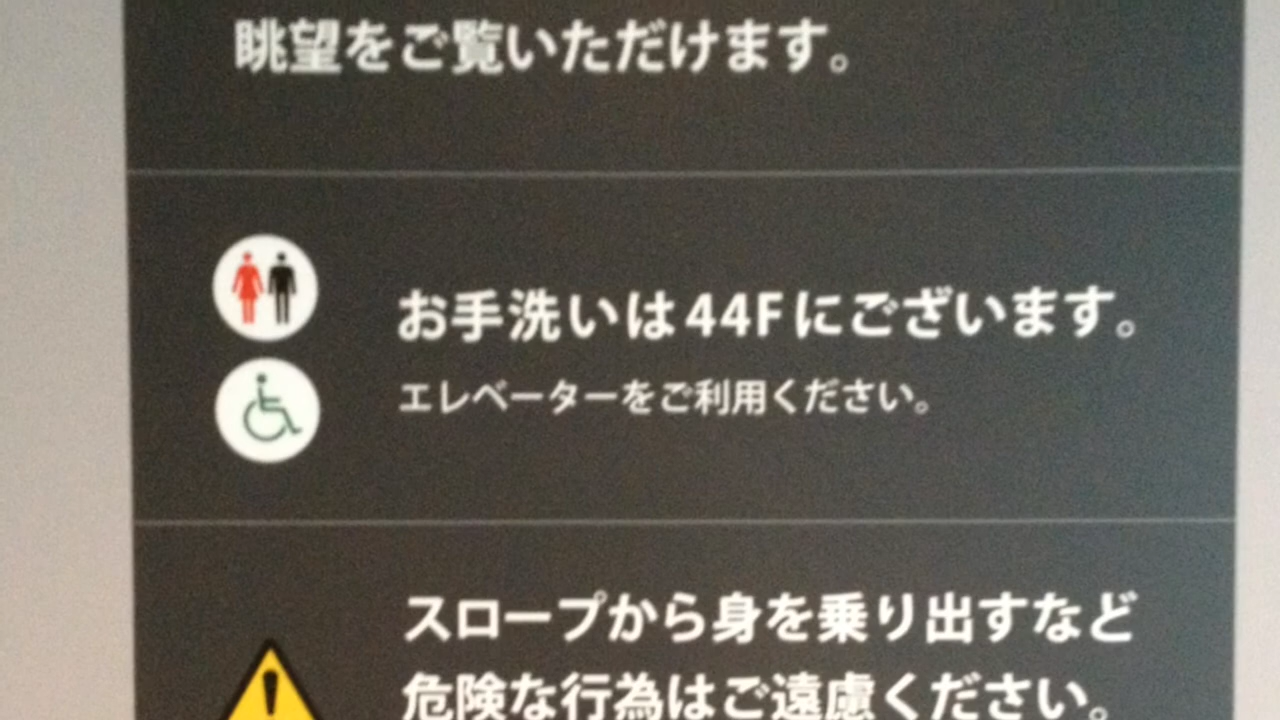 眺望をご覧いただけます。
お手洗いは44Fにございます。
エレベーターをご利用ください。
スロープから身を乗り出すなど
危険な行為はご遠慮ください。